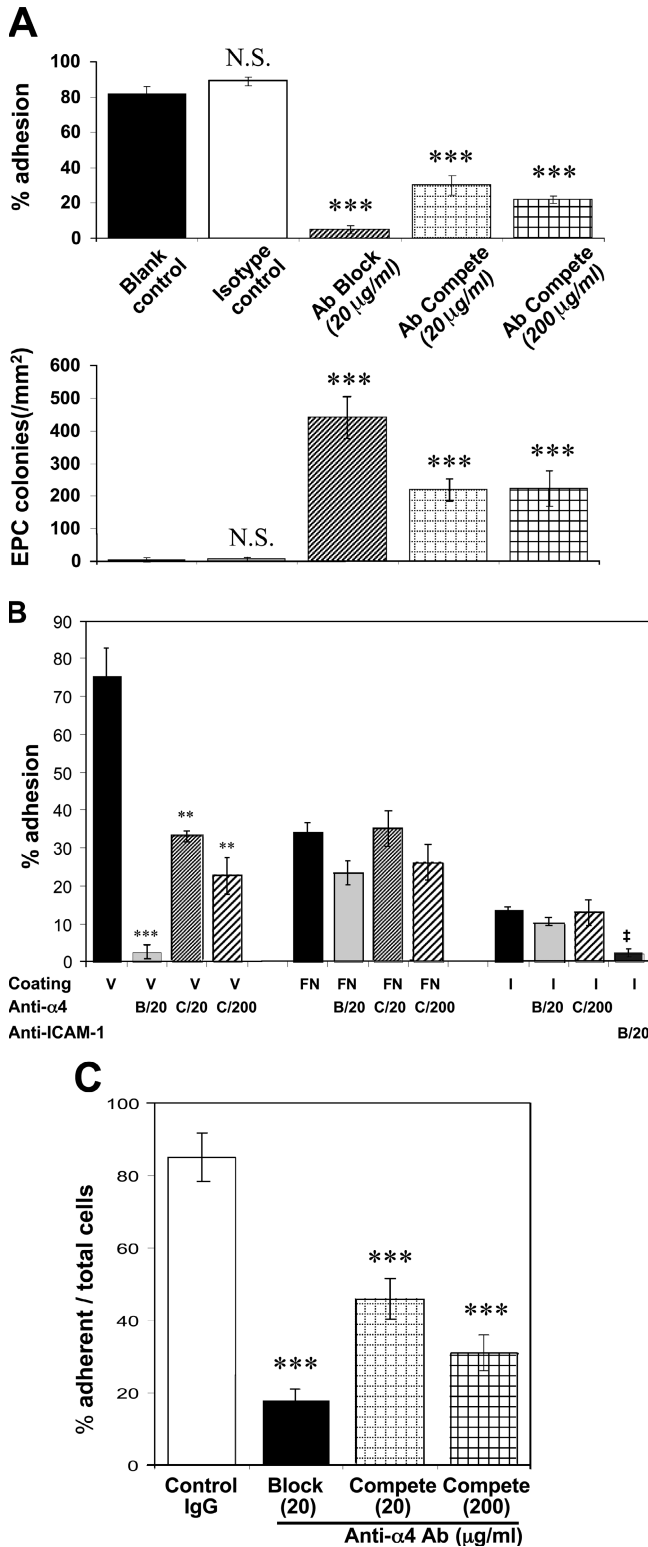 A
% adhesion
100
80
60
40
20
0
N.S.
***
***
***
Blank control
Isotype control
Ab Block (20 µg/ml)
Ab Compete (20 µg/ml)
Ab Compete (200 µg/ml)
EPC colonies(/mm²)
600
500
400
300
200
100
0
N.S.
***
***
***
B
% adhesion
90
80
70
60
50
40
30
20
10
0
***
**
**
‡
Coating V V V V FN FN FN FN I I I I
Anti-α4 B/20 C/20 C/200 B/20 C/20 C/200 B/20 C/200
Anti-ICAM-1 B/20
C
% adherent / total cells
100
80
60
40
20
0
***
***
***
Control Block Compete Compete
IgG (20) (20) (200)
Anti-α4 Ab (µg/ml)